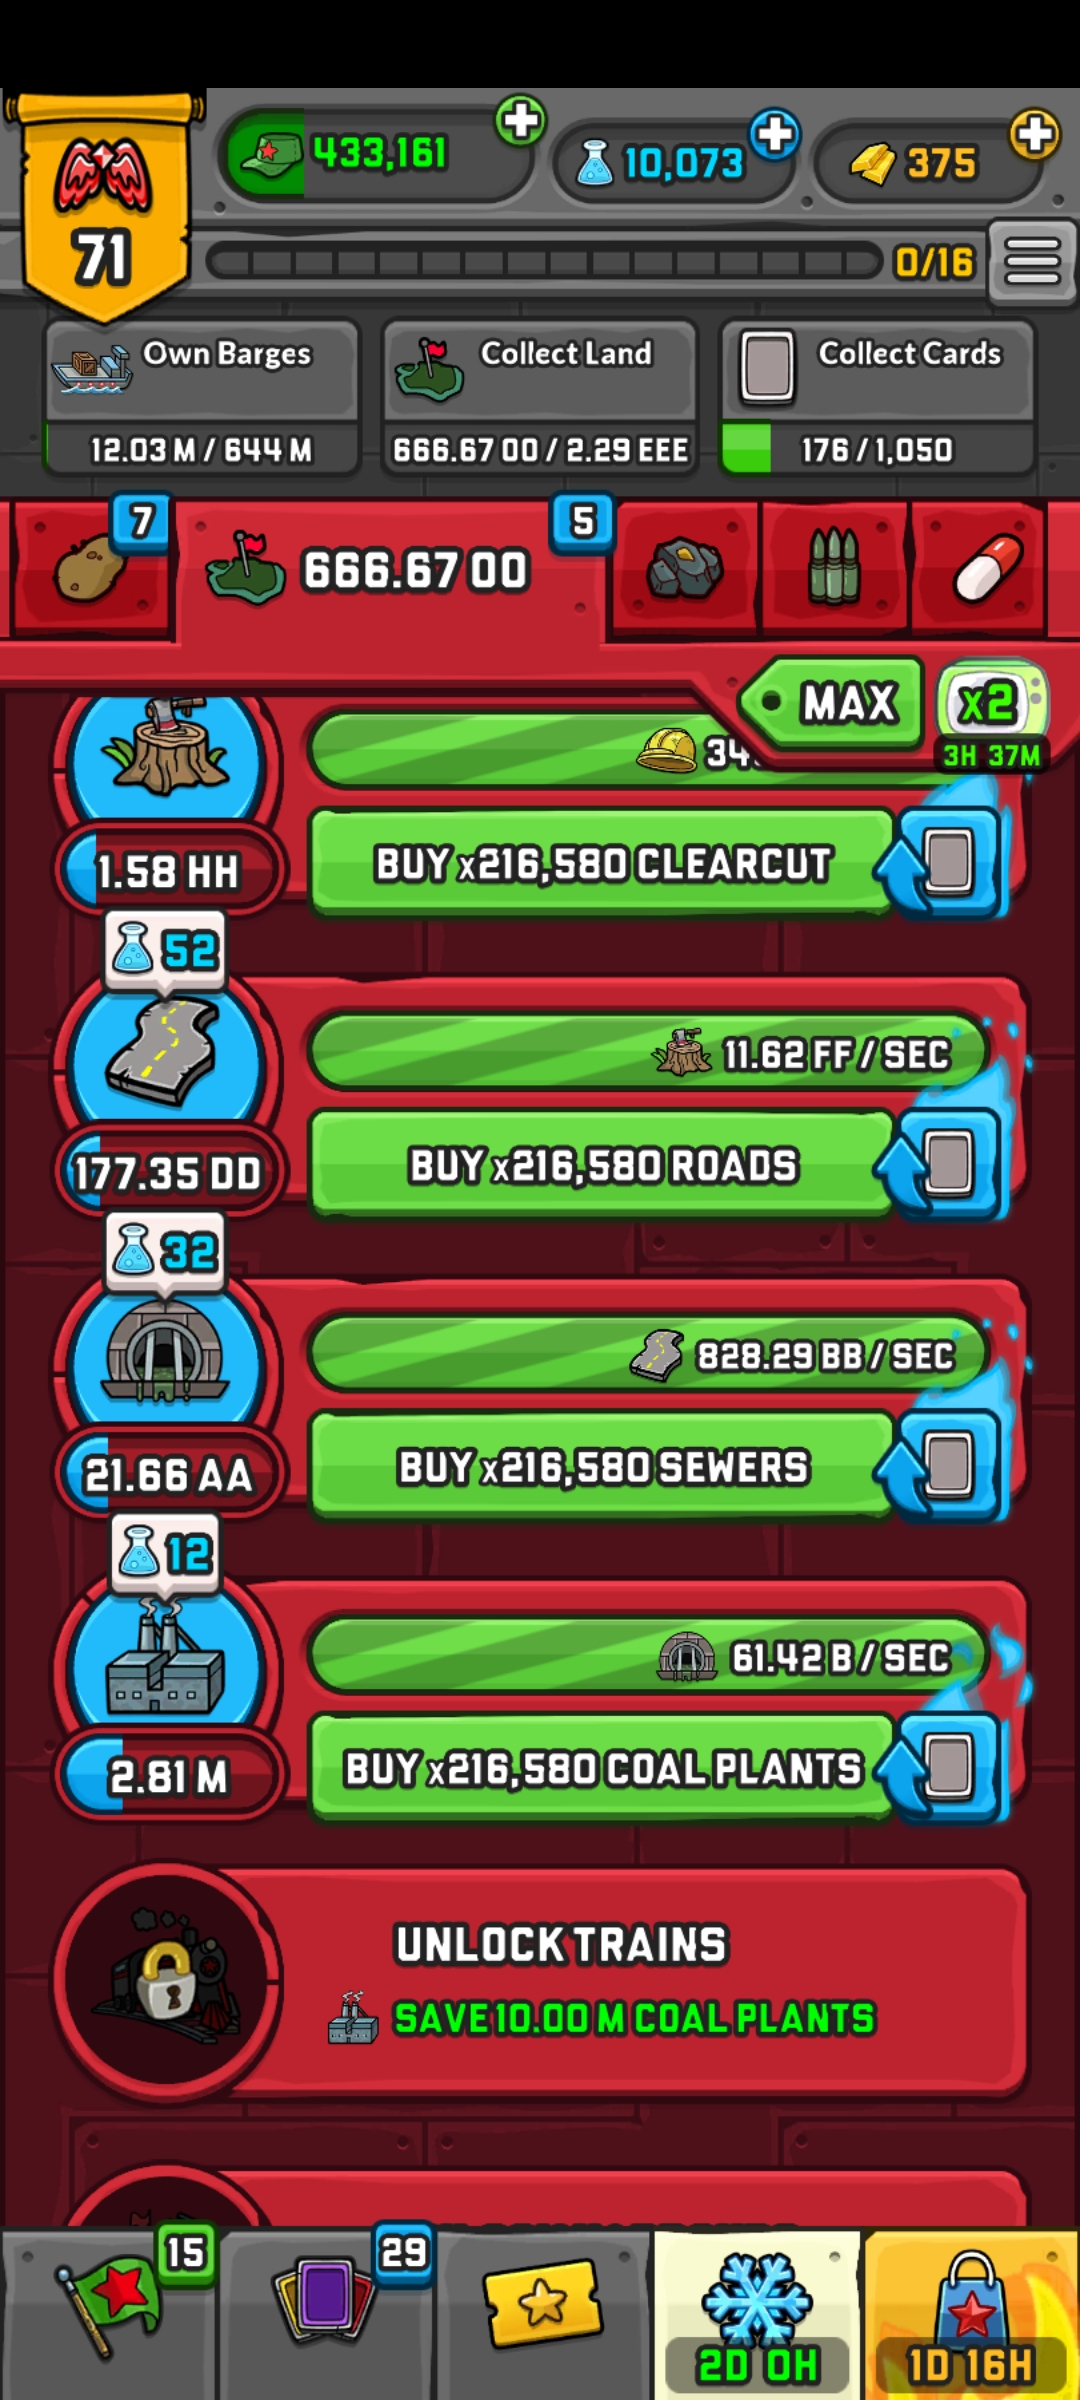 433,161
10,073
375
71
0/16
Own Barges
Collect Land
Collect Cards
12.03 M / 644 M
666.67 OO / 2.29 EEE
176 / 1,050
7
666.67 OO
5
MAX
x2
3H 37M
34.
BUY x216,580 CLEARCUT
1.58 HH
52
11.62 FF / SEC
BUY x216,580 ROADS
177.35 DD
32
828.29 BB / SEC
BUY x216,580 SEWERS
21.66 AA
12
61.42 B / SEC
BUY x216,580 COAL PLANTS
2.81 M
UNLOCK TRAINS
SAVE 10.00 M COAL PLANTS
15
29
2D 0H
1D 16H